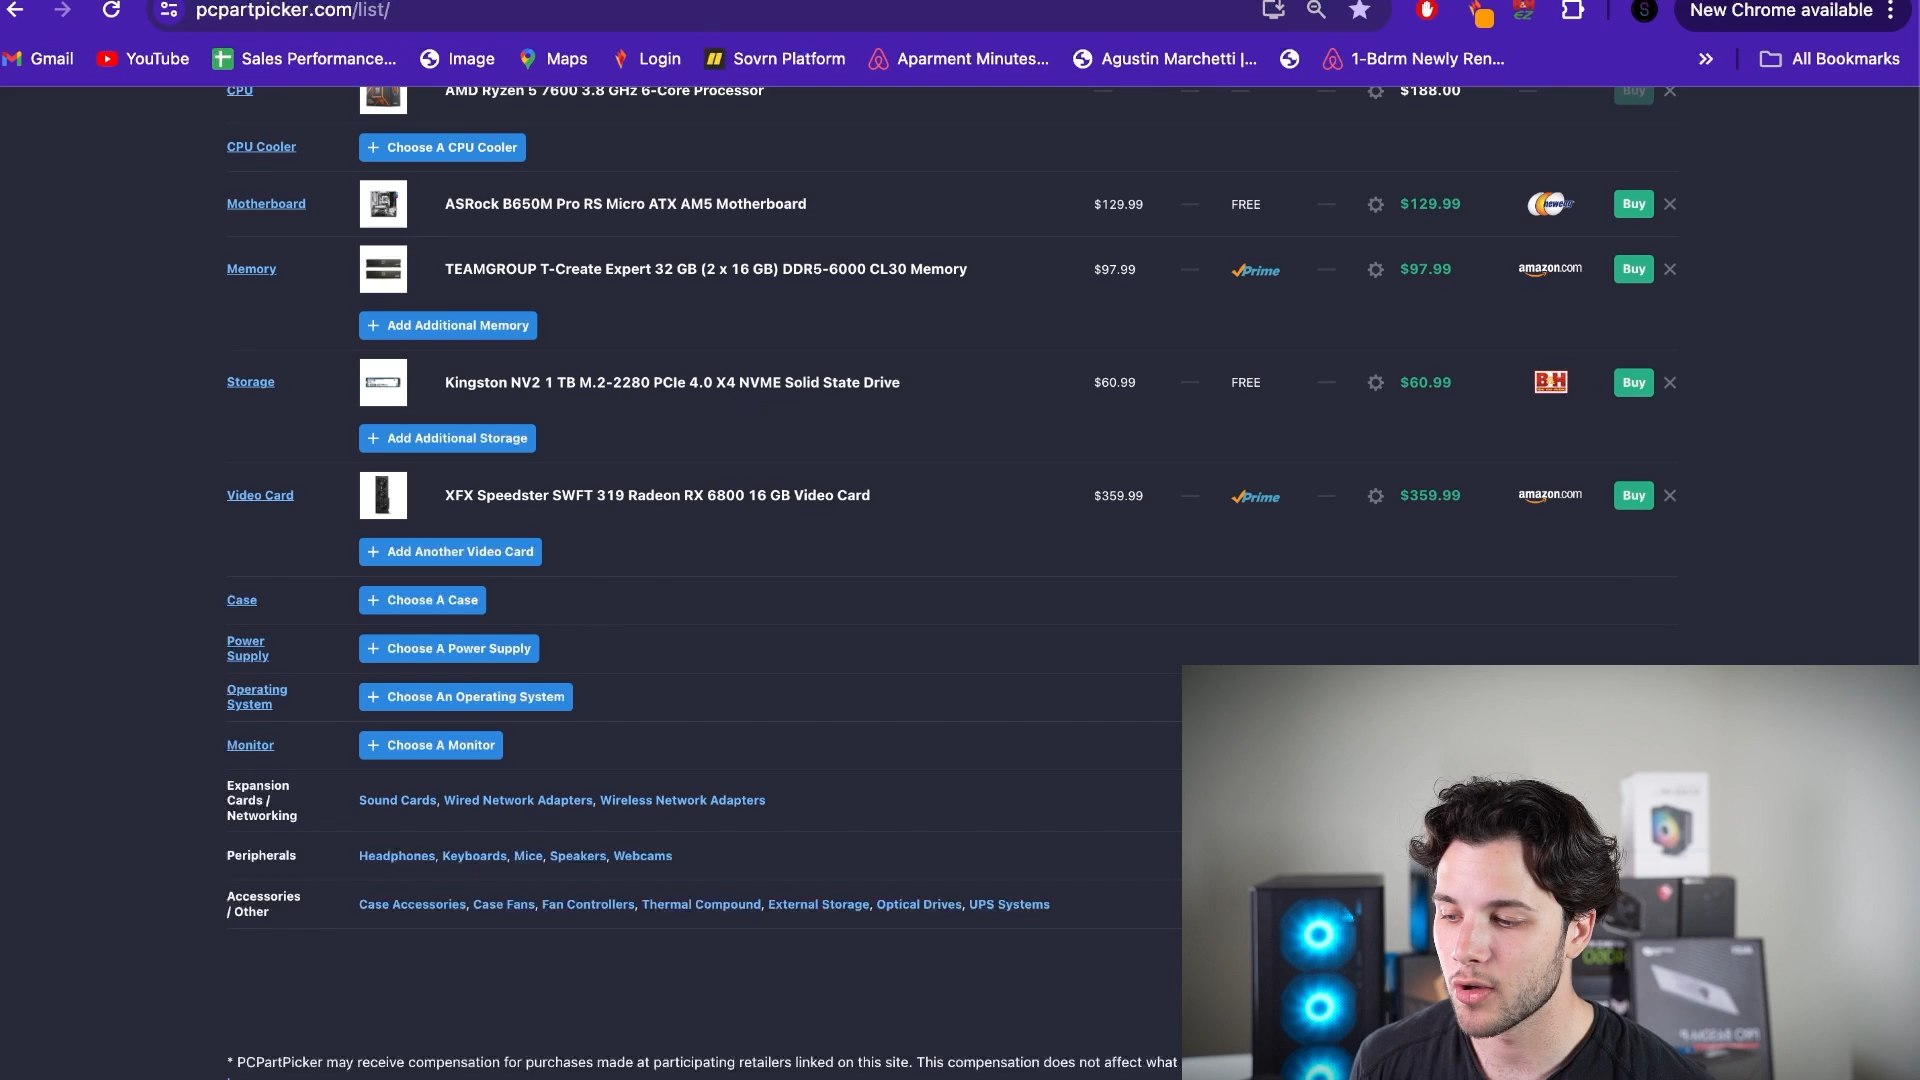 pcpartpicker.com/list/
S
New Chrome available
Gmail
YouTube
Sales Performance...
Image
Maps
Login
Sovrn Platform
Aparment Minutes...
Agustin Marchetti |...
1-Bdrm Newly Ren...
All Bookmarks
CPU
AMD Ryzen 5 7600 3.8 GHz 6-Core Processor
$188.00
Buy
CPU Cooler
Choose A CPU Cooler
Motherboard
ASRock B650M Pro RS Micro ATX AM5 Motherboard
$129.99
FREE
$129.99
newegg
Buy
Memory
TEAMGROUP T-Create Expert 32 GB (2 x 16 GB) DDR5-6000 CL30 Memory
$97.99
Prime
$97.99
amazon.com
Buy
Add Additional Memory
Storage
Kingston NV2 1 TB M.2-2280 PCIe 4.0 X4 NVME Solid State Drive
$60.99
FREE
$60.99
B&H
Buy
Add Additional Storage
Video Card
XFX Speedster SWFT 319 Radeon RX 6800 16 GB Video Card
$359.99
Prime
$359.99
amazon.com
Buy
Add Another Video Card
Case
Choose A Case
Power
Supply
Choose A Power Supply
Operating
System
Choose An Operating System
Monitor
Choose A Monitor
Expansion
Cards /
Networking
Sound Cards, Wired Network Adapters, Wireless Network Adapters
Peripherals
Headphones, Keyboards, Mice, Speakers, Webcams
Accessories
/ Other
Case Accessories, Case Fans, Fan Controllers, Thermal Compound, External Storage, Optical Drives, UPS Systems
* PCPartPicker may receive compensation for purchases made at participating retailers linked on this site. This compensation does not affect what